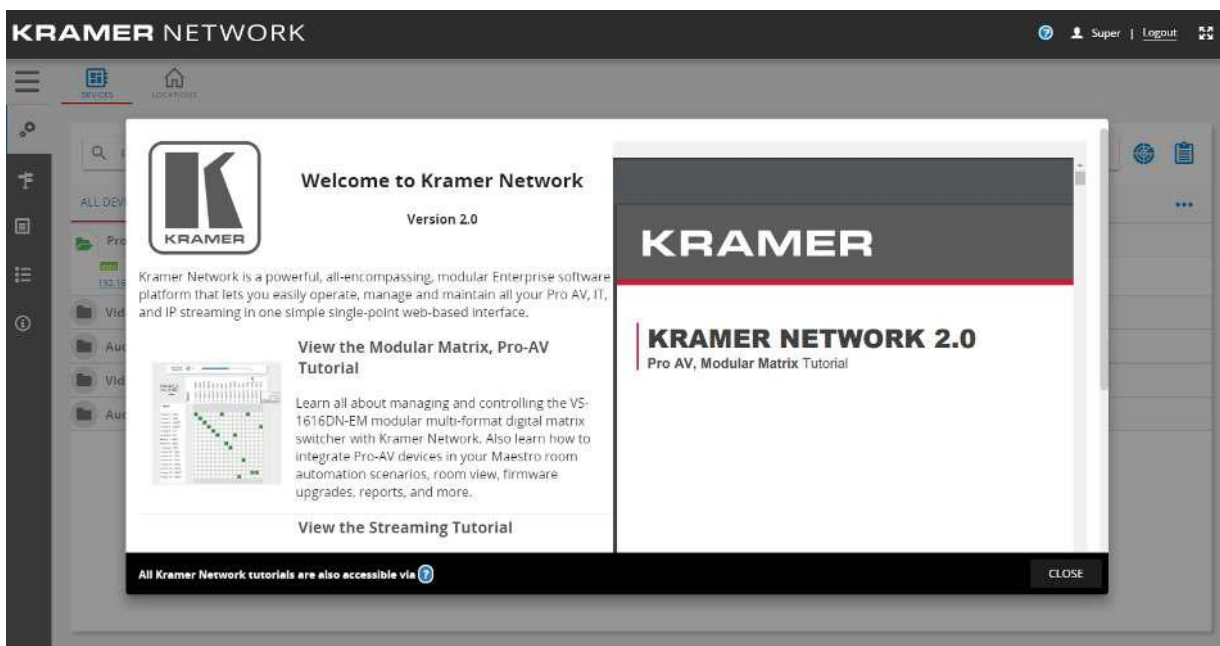 KRAMER NETWORK
Super | Logout
DEVICES
LOCATIONS
ALL DEV
Pro
192.16
Vid
Aud
Vid
Aud
KRAMER
Welcome to Kramer Network
Version 2.0
Kramer Network is a powerful, all-encompassing, modular Enterprise software
platform that lets you easily operate, manage and maintain all your Pro AV, IT,
and IP streaming in one simple single-point web-based interface.
View the Modular Matrix, Pro-AV
Tutorial
Learn all about managing and controlling the VS-
1616DN-EM modular multi-format digital matrix
switcher with Kramer Network. Also learn how to
integrate Pro-AV devices in your Maestro room
automation scenarios, room view, firmware
upgrades, reports, and more.
View the Streaming Tutorial
KRAMER
KRAMER NETWORK 2.0
Pro AV, Modular Matrix Tutorial
All Kramer Network tutorials are also accessible via ?
CLOSE